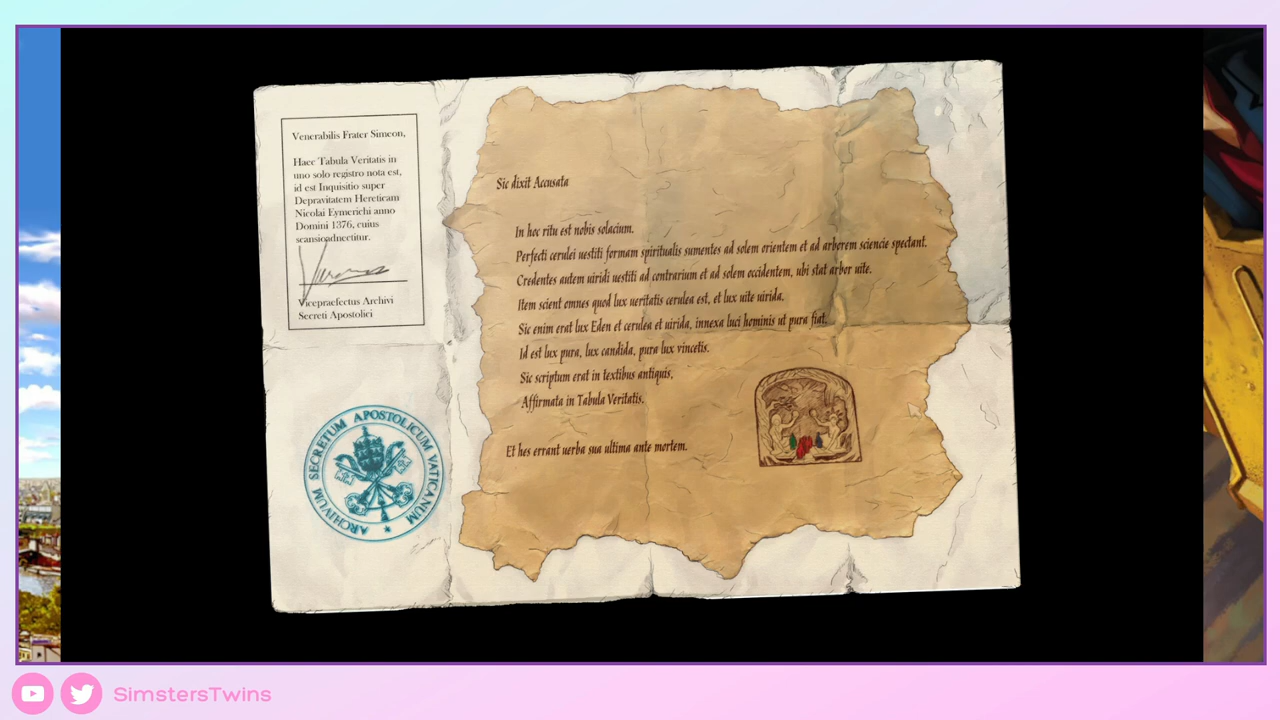 Venerabilis Frater Simeon,
Haec Tabula Veritatis in
uno solo registro nota est,
id est Inquisitio super
Depravitatem Hereticam
Nicolai Eymerichi anno
Domini 1376, cuius
scansioadnectitur.
Vicepraefectus Archivi
Secreti Apostolici
ARCHIVUM SECRETUM APOSTOLICUM VATICANUM
Sic dixit Accusata
In hoc ritu est nobis solacium.
Perfecti cerulei uestiti formam spiritualis sumentes ad solem orientem et ad arborem sciencie spectant.
Credentes autem uiridi uestiti ad contrarium et ad solem occidentem, ubi stat arbor uite.
Item scient omnes quod lux ueritatis cerulea est, et lux uite uirida.
Sic enim erat lux Eden et cerulea et uirida, innexa luci hominis ut pura fiat.
Id est lux pura, lux candida, pura lux vincetis.
Sic scriptum erat in textibus antiquis,
Affirmata in Tabula Veritatis.
Et hes errant uerba sua ultima ante mortem.
SimstersTwins